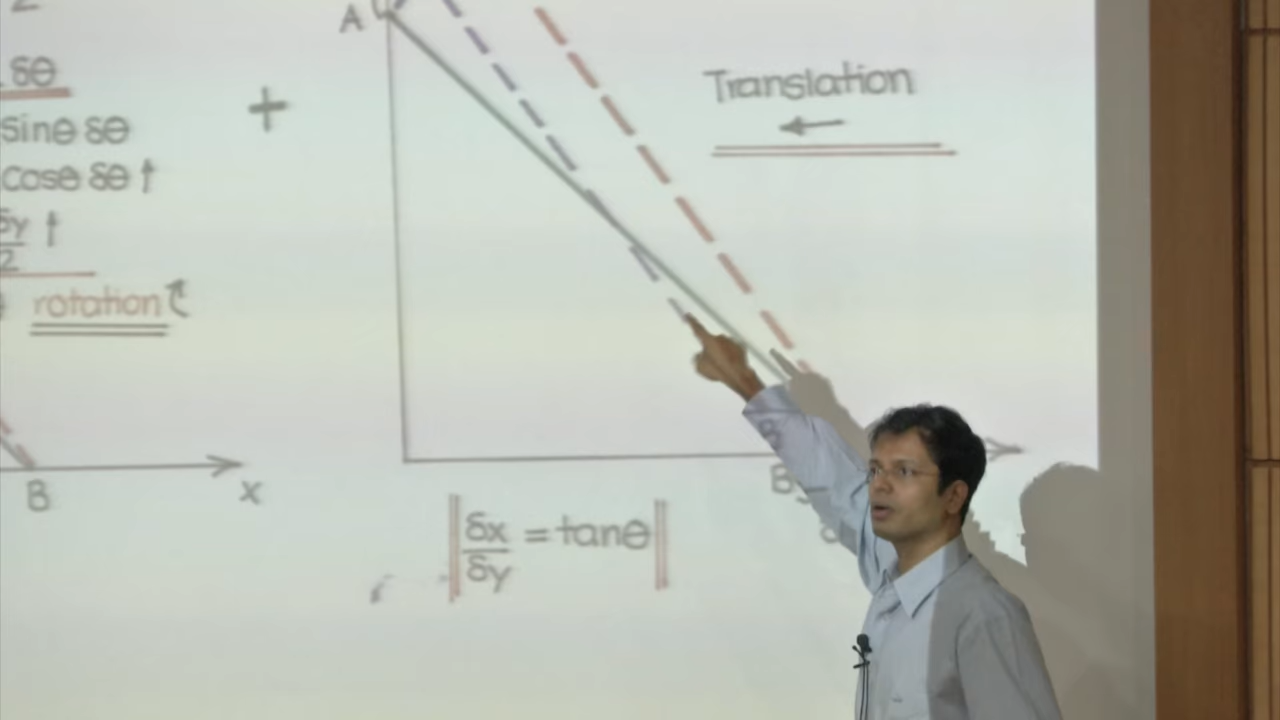 δθ
sinθ δθ
cosθ δθ ↑
δy/2 ↑
rotation
B
x
+
A
Translation
←
B
δx/δy = tanθ